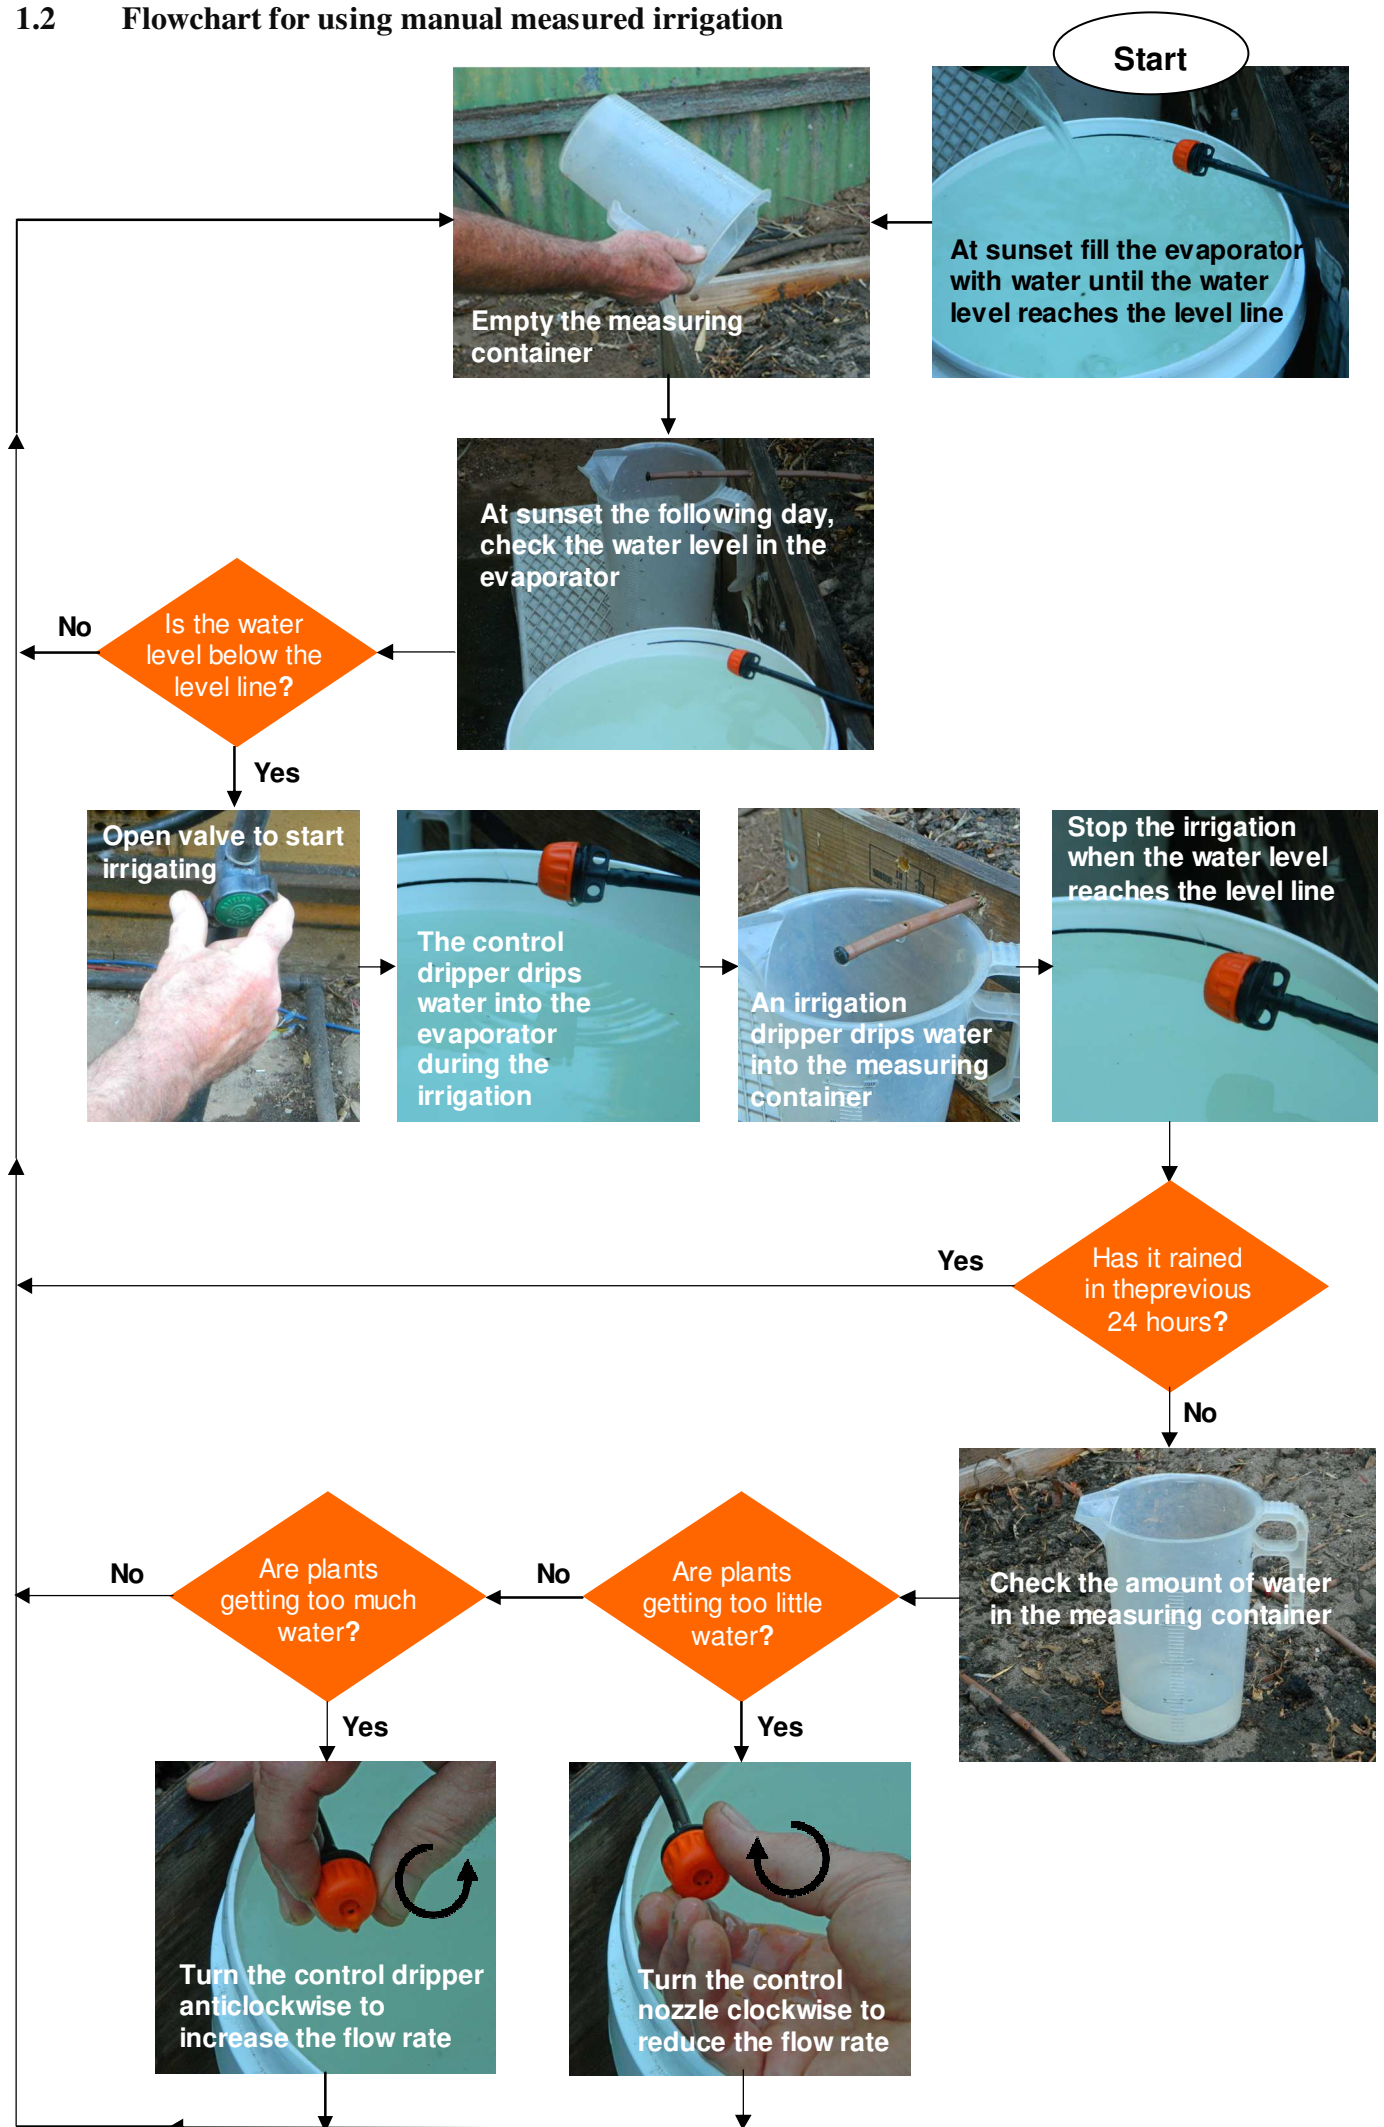 1.2 Flowchart for using manual measured irrigation
Start
At sunset fill the evaporator
with water until the water
level reaches the level line
Empty the measuring
container
At sunset the following day,
check the water level in the
evaporator
Is the water
level below the
level line?
No
Yes
Open valve to start
irrigating
The control
dripper drips
water into the
evaporator
during the
irrigation
An irrigation
dripper drips water
into the measuring
container
Stop the irrigation
when the water level
reaches the level line
Has it rained
in theprevious
24 hours?
Yes
No
Check the amount of water
in the measuring container
Are plants
getting too little
water?
No
Yes
Are plants
getting too much
water?
No
Yes
Turn the control dripper
anticlockwise to
increase the flow rate
Turn the control
nozzle clockwise to
reduce the flow rate